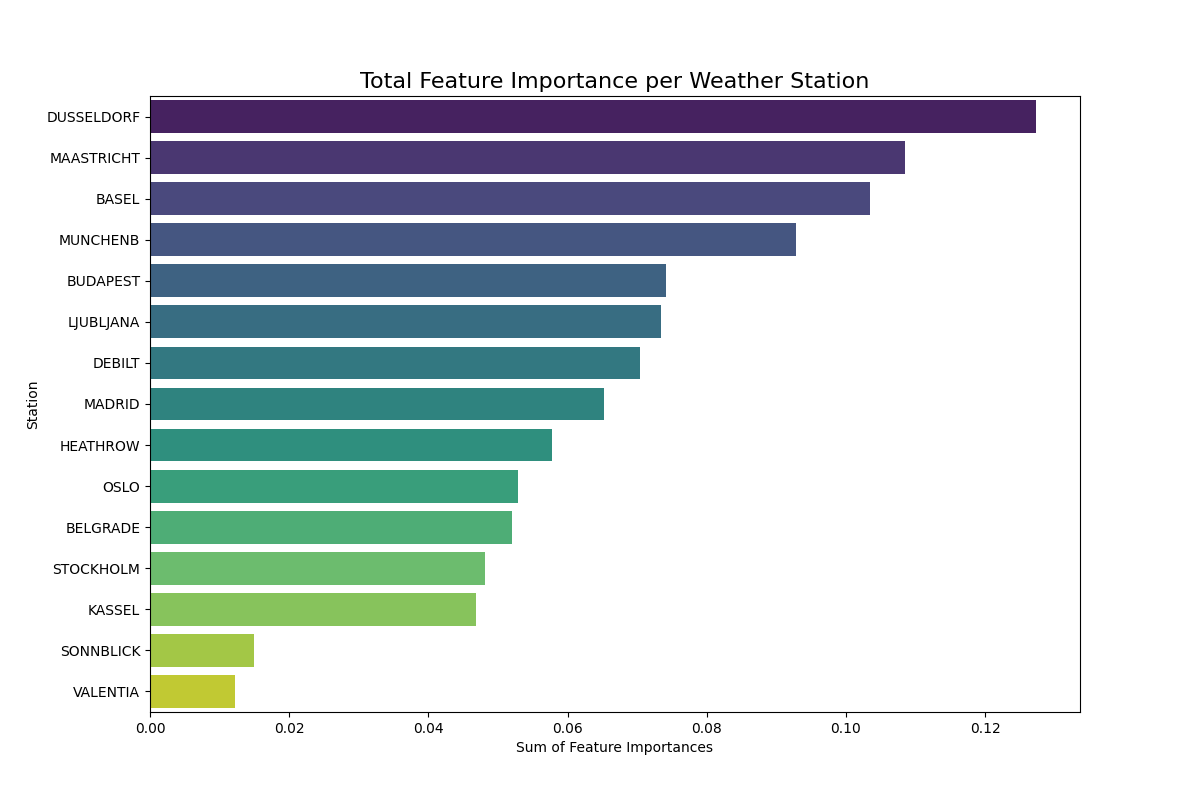 Total Feature Importance per Weather Station
DUSSELDORF
MAASTRICHT
BASEL
MUNCHENB
BUDAPEST
LJUBLJANA
DEBILT
MADRID
HEATHROW
OSLO
BELGRADE
STOCKHOLM
KASSEL
SONNBLICK
VALENTIA
Station
0.00 0.02 0.04 0.06 0.08 0.10 0.12
Sum of Feature Importances